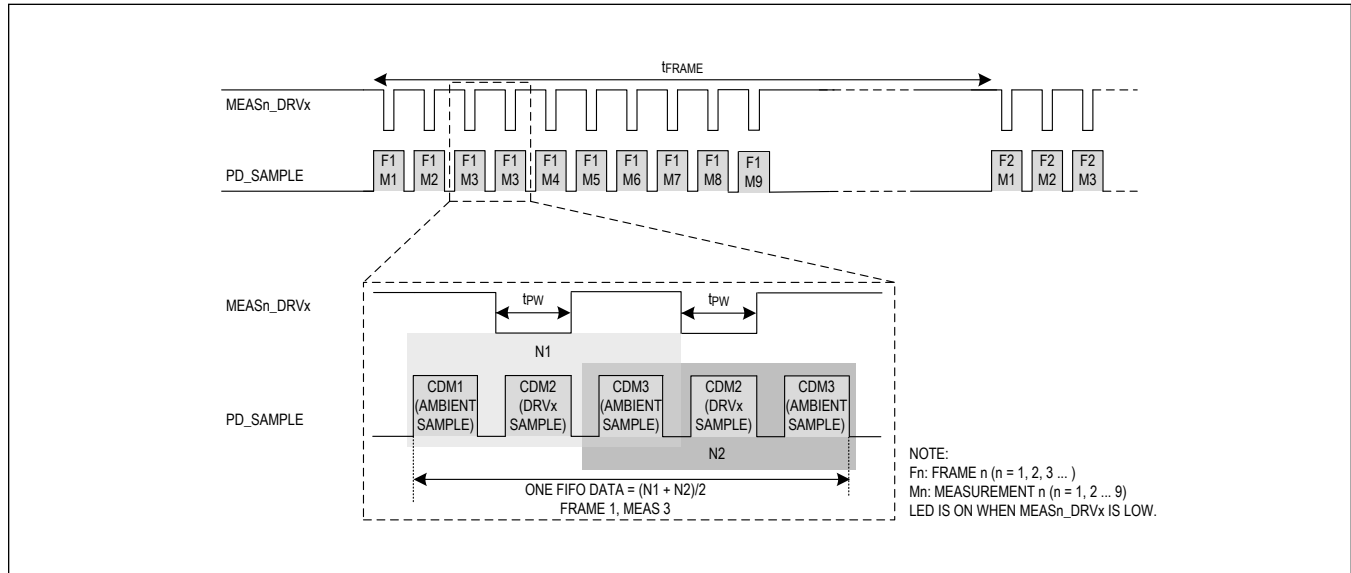 tFRAME
MEASn_DRVx
PD_SAMPLE
F1 M1
F1 M2
F1 M3
F1 M3
F1 M4
F1 M5
F1 M6
F1 M7
F1 M8
F1 M9
F2 M1
F2 M2
F2 M3
MEASn_DRVx
tPW
tPW
N1
PD_SAMPLE
CDM1
(AMBIENT
SAMPLE)
CDM2
(DRVx
SAMPLE)
CDM3
(AMBIENT
SAMPLE)
CDM2
(DRVx
SAMPLE)
CDM3
(AMBIENT
SAMPLE)
N2
ONE FIFO DATA = (N1 + N2)/2
FRAME 1, MEAS 3
NOTE:
Fn: FRAME n (n = 1, 2, 3 ... )
Mn: MEASUREMENT n (n = 1, 2 ... 9)
LED IS ON WHEN MEASn_DRVx IS LOW.